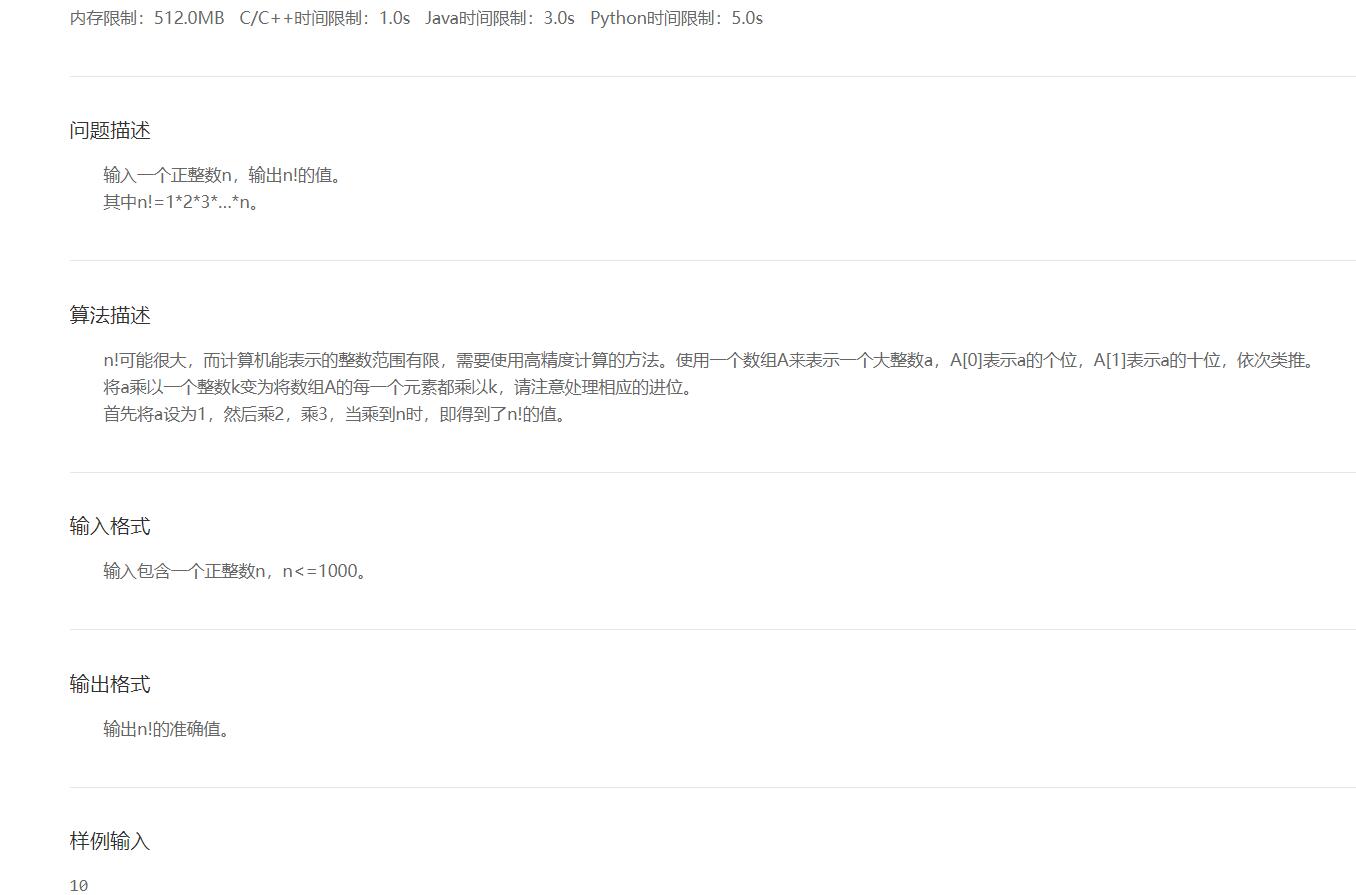 内存限制：512.0MB C/C++时间限制：1.0s Java时间限制：3.0s Python时间限制：5.0s
问题描述
输入一个正整数n，输出n!的值。
其中n!=1*2*3*…*n。
算法描述
n!可能很大，而计算机能表示的整数范围有限，需要使用高精度计算的方法。使用一个数组A来表示一个大整数a，A[0]表示a的个位，A[1]表示a的十位，依次类推。
将a乘以一个整数k变为将数组A的每一个元素都乘以k，请注意处理相应的进位。
首先将a设为1，然后乘2，乘3，当乘到n时，即得到了n!的值。
输入格式
输入包含一个正整数n，n<=1000。
输出格式
输出n!的准确值。
样例输入
10